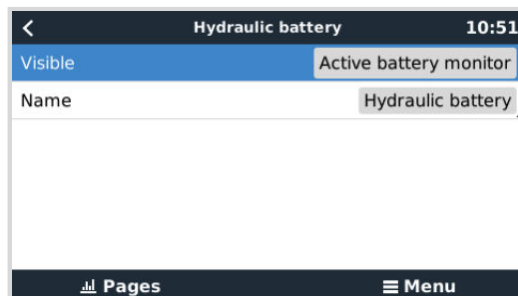 Hydraulic battery 10:51
Visible Active battery monitor
Name Hydraulic battery
Pages Menu